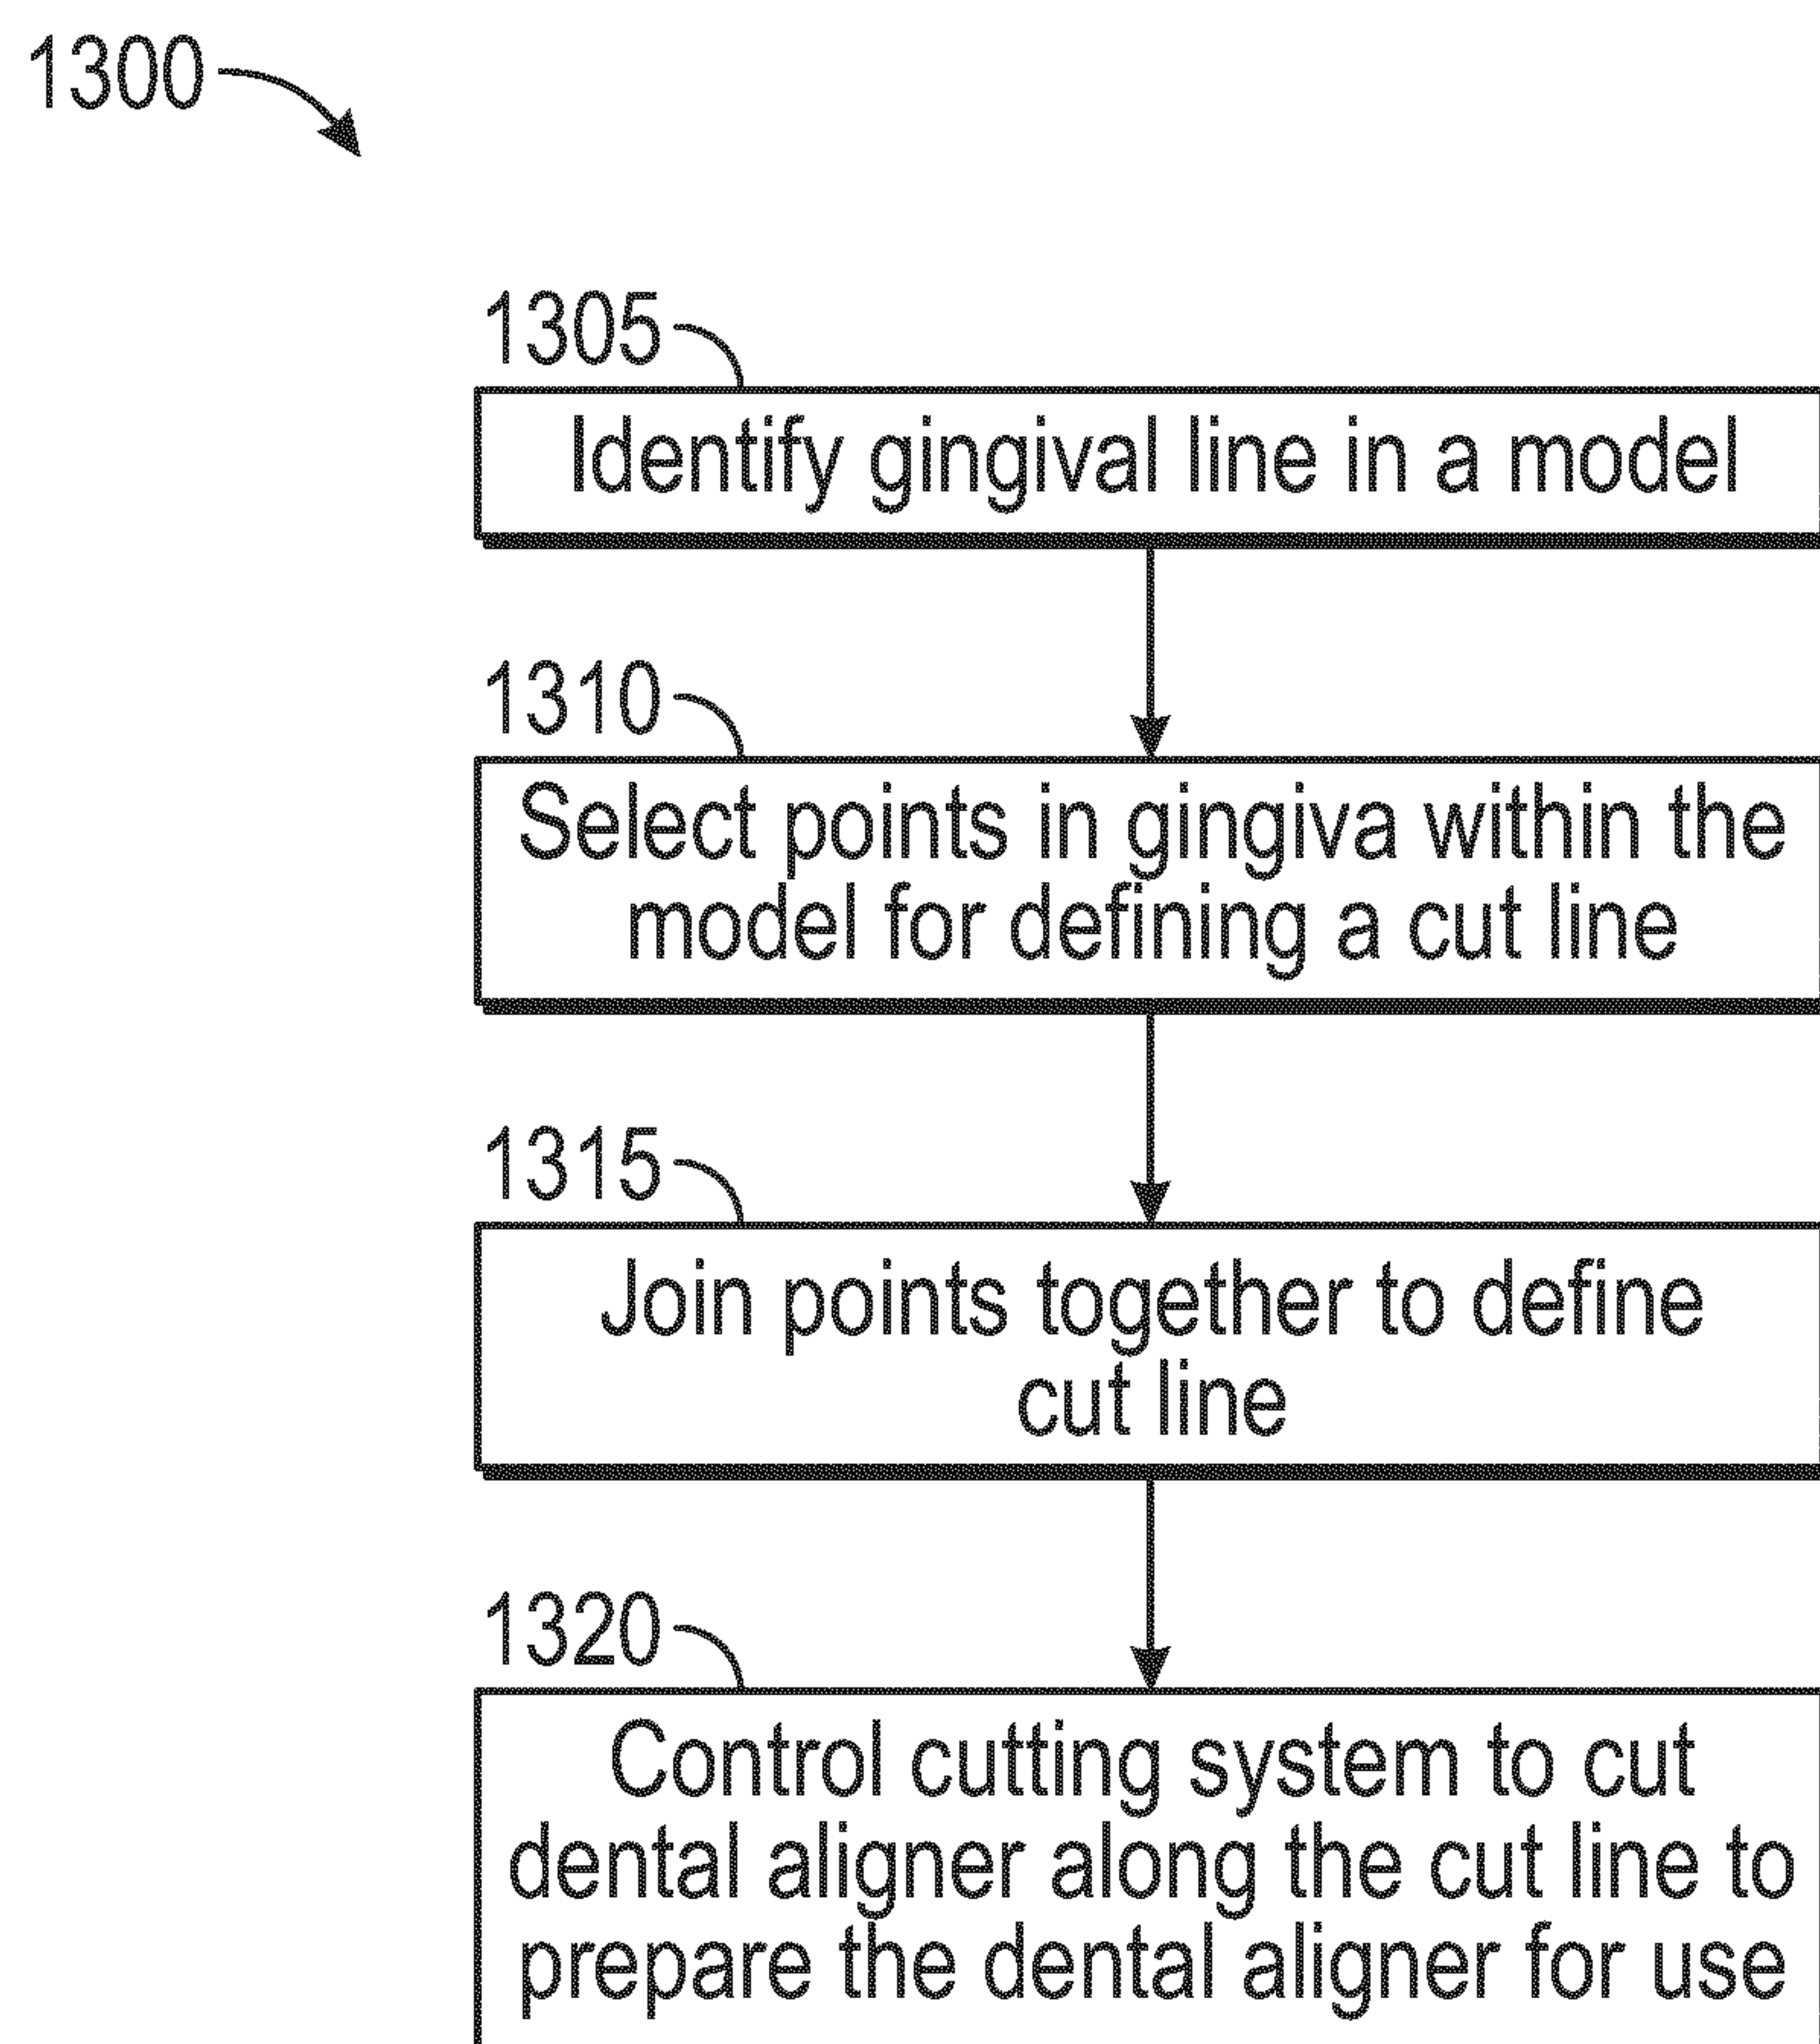 1300
1305
Identify gingival line in a model
1310
Select points in gingiva within the
model for defining a cut line
1315
Join points together to define
cut line
1320
Control cutting system to cut
dental aligner along the cut line to
prepare the dental aligner for use